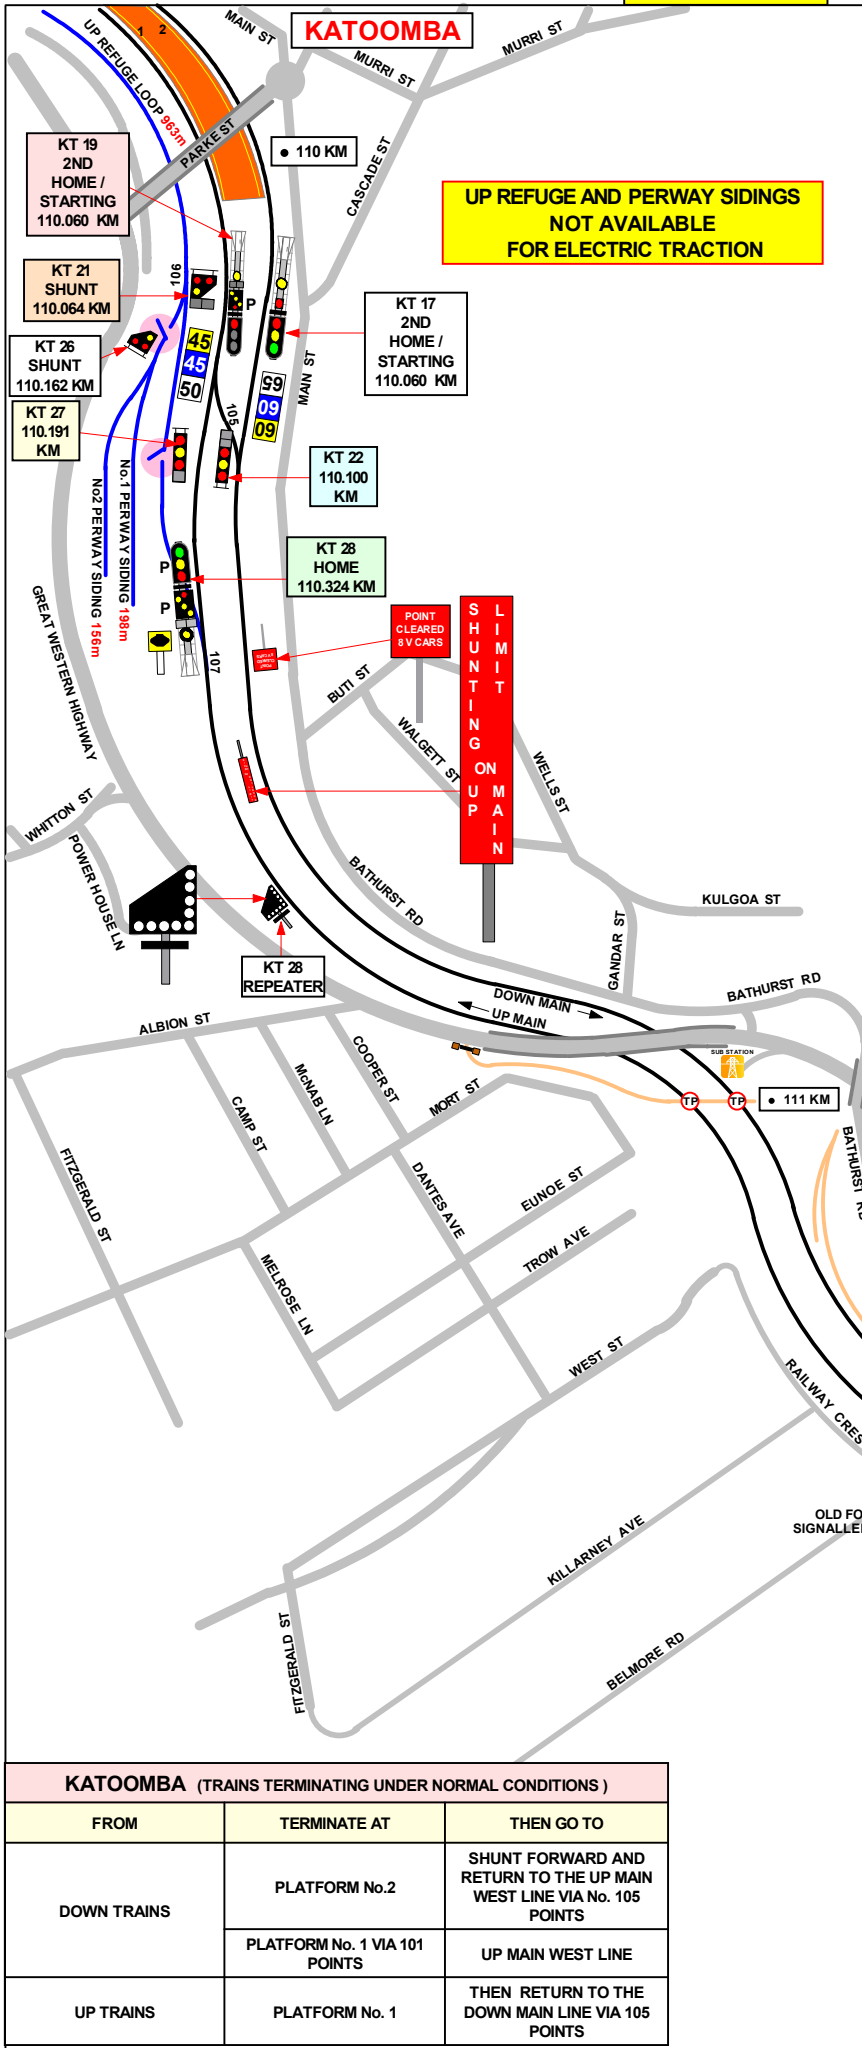 KATOOMBA
MAIN ST
MURRI ST
MURRI ST
1 2
UP REFUGE LOOP 963m
PARKE ST
CASCADE ST
KT 19
2ND
HOME /
STARTING
110.060 KM
• 110 KM
UP REFUGE AND PERWAY SIDINGS
NOT AVAILABLE
FOR ELECTRIC TRACTION
KT 21
SHUNT
110.064 KM
106
P
KT 17
2ND
HOME /
STARTING
110.060 KM
KT 26
SHUNT
110.162 KM
45
45
50
65
60
60
MAIN ST
105
KT 27
110.191
KM
KT 22
110.100
KM
No.1 PERWAY SIDING 198m
No2 PERWAY SIDING 156m
P
P
KT 28
HOME
110.324 KM
GREAT WESTERN HIGHWAY
107
POINT
CLEARED
8 V CARS
LIMIT
SHUNTING
ON
UP
MAIN
BUTI ST
WALGETT ST
WELLS ST
WHITTON ST
POWER HOUSE LN
BATHURST RD
KULGOA ST
GANDAR ST
KT 28
REPEATER
DOWN MAIN
UP MAIN
BATHURST RD
ALBION ST
SUB STATION
COOPER ST
McNAB LN
CAMP ST
MORT ST
TP
TP
• 111 KM
BATHURST RD
FITZGERALD ST
DANTES AVE
EUNOE ST
TROW AVE
MELROSE LN
WEST ST
RAILWAY CRES
OLD FO
SIGNALLE
KILLARNEY AVE
FITZGERALD ST
BELMORE RD
KATOOMBA (TRAINS TERMINATING UNDER NORMAL CONDITIONS )
FROM
TERMINATE AT
THEN GO TO
DOWN TRAINS
PLATFORM No.2
SHUNT FORWARD AND
RETURN TO THE UP MAIN
WEST LINE VIA No. 105
POINTS
PLATFORM No. 1 VIA 101
POINTS
UP MAIN WEST LINE
UP TRAINS
PLATFORM No. 1
THEN RETURN TO THE
DOWN MAIN LINE VIA 105
POINTS